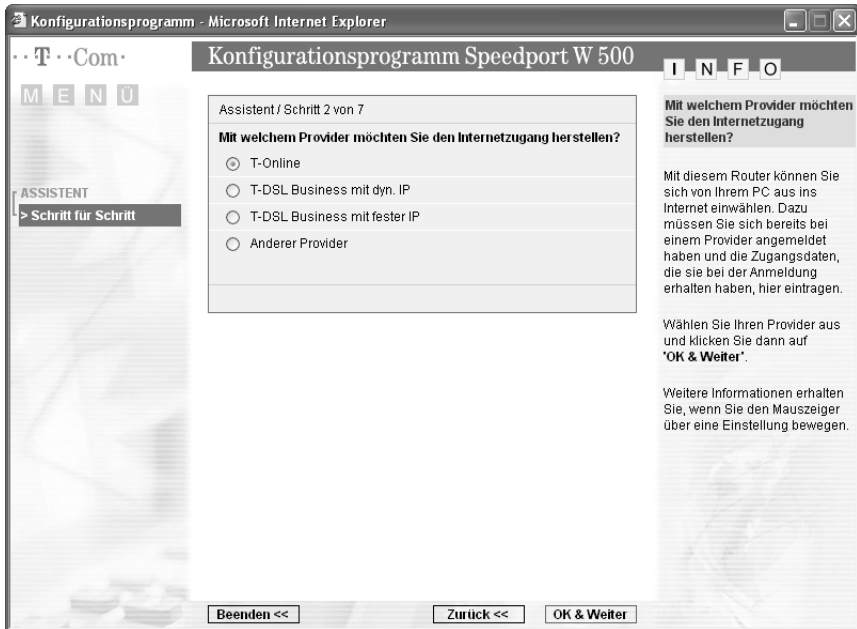 Konfigurationsprogramm - Microsoft Internet Explorer
··T··Com·
Konfigurationsprogramm Speedport W 500
INFO
MENÜ
ASSISTENT
> Schritt für Schritt
Assistent / Schritt 2 von 7
Mit welchem Provider möchten Sie den Internetzugang herstellen?
T-Online
T-DSL Business mit dyn. IP
T-DSL Business mit fester IP
Anderer Provider
Mit welchem Provider möchten
Sie den Internetzugang
herstellen?
Mit diesem Router können Sie
sich von Ihrem PC aus ins
Internet einwählen. Dazu
müssen Sie sich bereits bei
einem Provider angemeldet
haben und die Zugangsdaten,
die sie bei der Anmeldung
erhalten haben, hier eintragen.
Wählen Sie Ihren Provider aus
und klicken Sie dann auf
'OK & Weiter'.
Weitere Informationen erhalten
Sie, wenn Sie den Mauszeiger
über eine Einstellung bewegen.
Beenden <<
Zurück <<
OK & Weiter